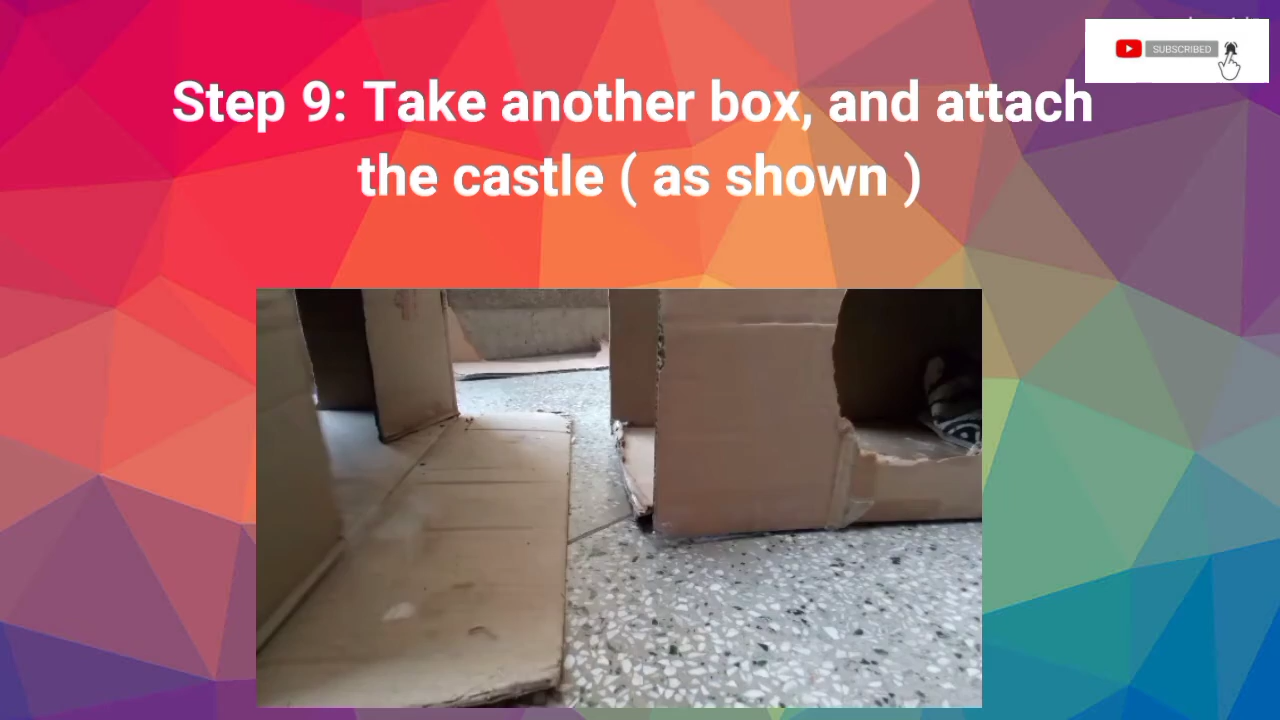 SUBSCRIBED
Step 9: Take another box, and attach
the castle ( as shown )